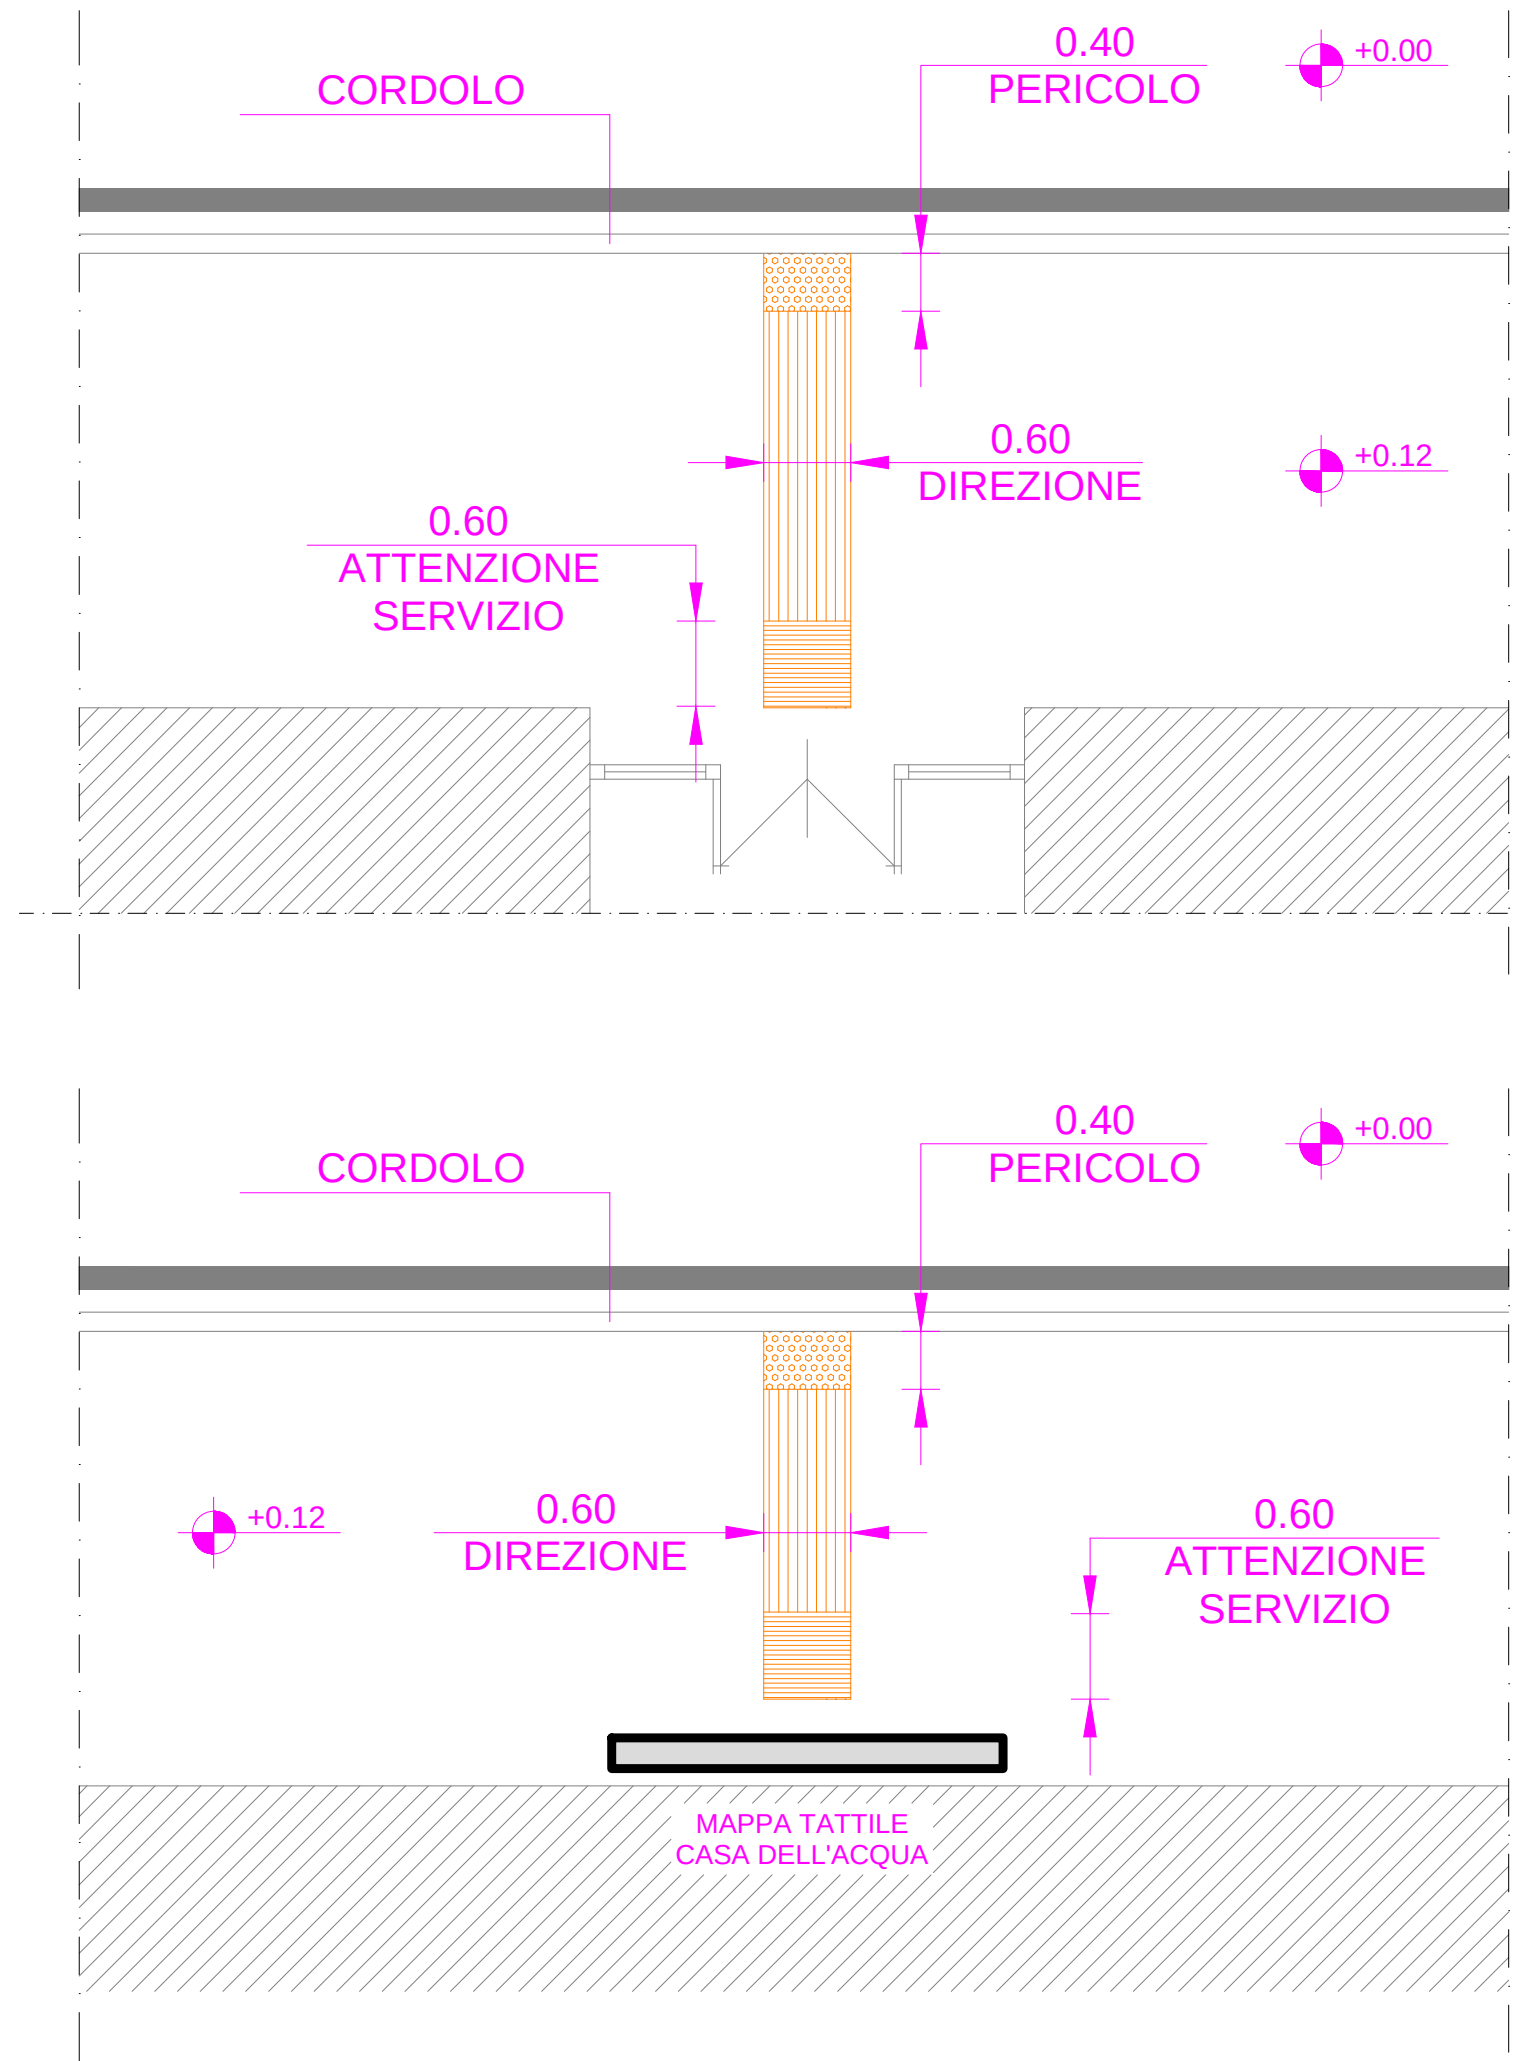 0.40
PERICOLO
+0.00
CORDOLO
0.60
DIREZIONE
+0.12
0.60
ATTENZIONE
SERVIZIO
0.40
PERICOLO
+0.00
CORDOLO
+0.12
0.60
DIREZIONE
0.60
ATTENZIONE
SERVIZIO
MAPPA TATTILE
CASA DELL'ACQUA